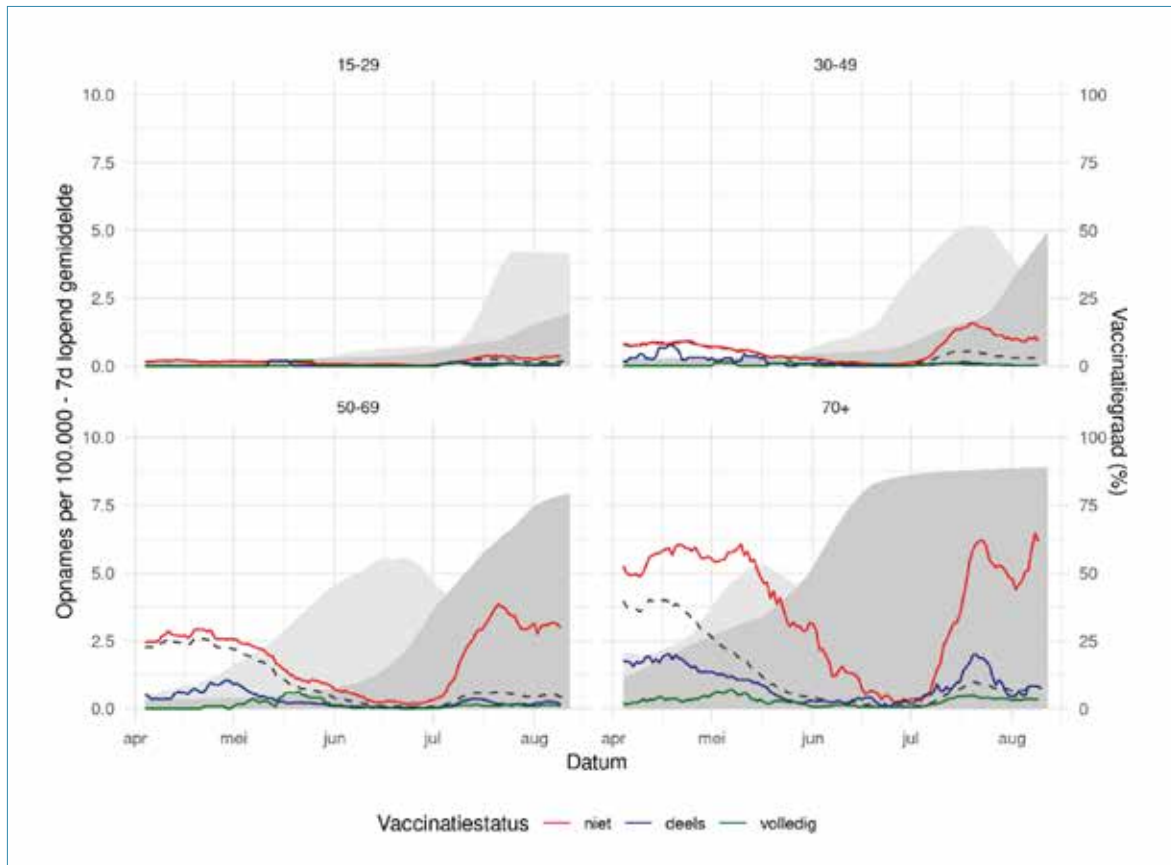 15-29
30-49
10.0
7.5
5.0
2.5
0.0
100
75
50
25
0
50-69
70+
10.0
7.5
5.0
2.5
0.0
100
75
50
25
0
apr
mei
jun
jul
aug
apr
mei
jun
jul
aug
Opnames per 100.000 - 7d lopend gemiddelde
Vaccinatiegraad (%)
Datum
Vaccinatiestatus niet deels volledig